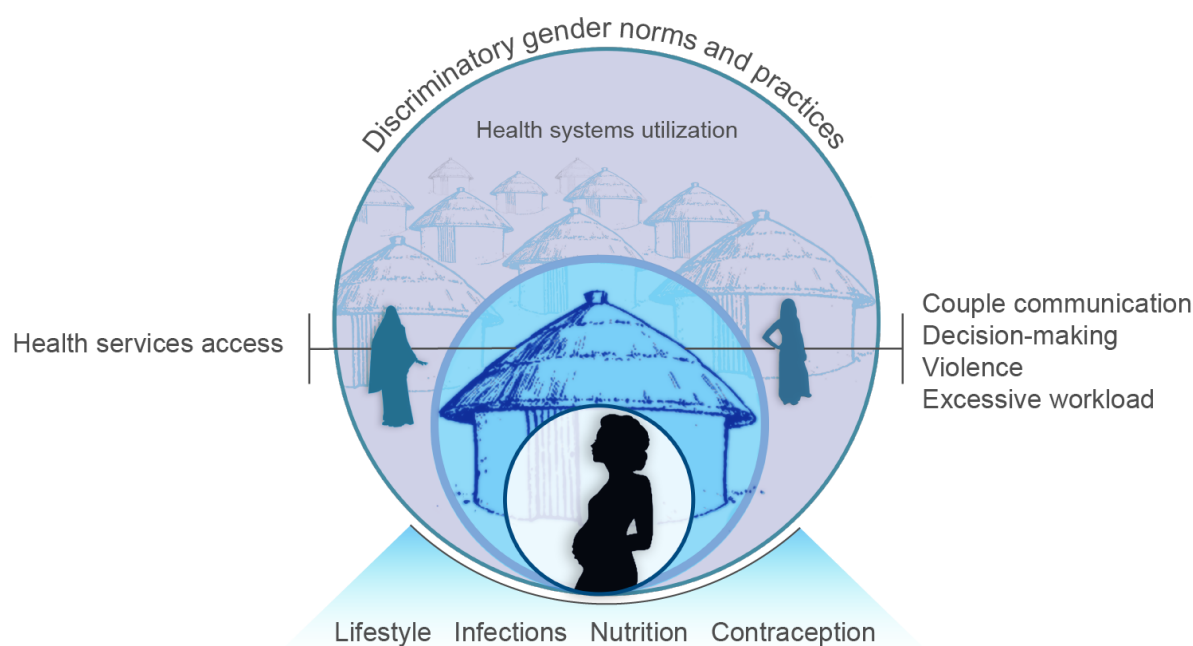 Discriminatory gender norms and practices
Health systems utilization
Health services access
Couple communication
Decision-making
Violence
Excessive workload
Lifestyle Infections Nutrition Contraception